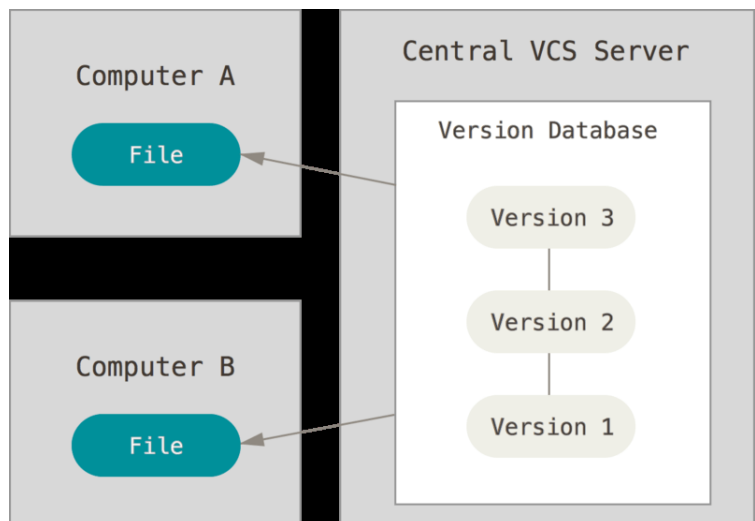 Computer A
File
Computer B
File
Central VCS Server
Version Database
Version 3
Version 2
Version 1